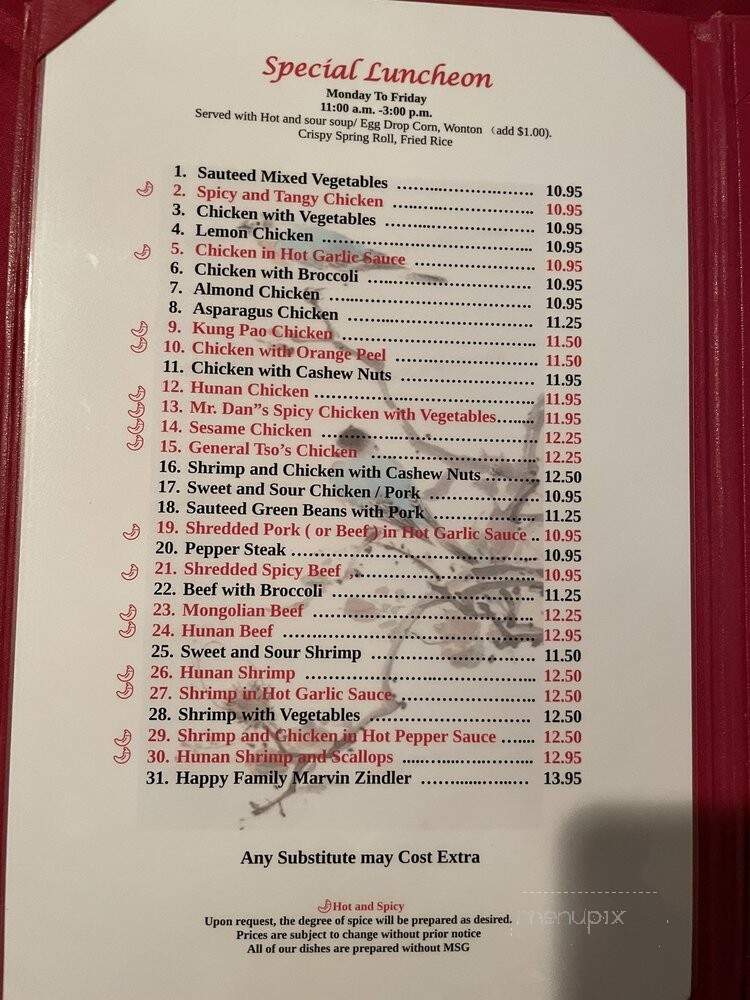 Special Luncheon
Monday To Friday
11:00 a.m. -3:00 p.m.
Served with Hot and sour soup/ Egg Drop Corn, Wonton （add $1.00).
Crispy Spring Roll, Fried Rice
1. Sauteed Mixed Vegetables ................................ 10.95
2. Spicy and Tangy Chicken ................................ 10.95
3. Chicken with Vegetables ................................ 10.95
4. Lemon Chicken ................................ 10.95
5. Chicken in Hot Garlic Sauce ................................ 10.95
6. Chicken with Broccoli ................................ 10.95
7. Almond Chicken ................................ 10.95
8. Asparagus Chicken ................................ 11.25
9. Kung Pao Chicken ................................ 11.50
10. Chicken with Orange Peel ................................ 11.50
11. Chicken with Cashew Nuts ................................ 11.95
12. Hunan Chicken ................................ 11.95
13. Mr. Dan"s Spicy Chicken with Vegetables....... 11.95
14. Sesame Chicken ................................ 12.25
15. General Tso's Chicken ................................ 12.25
16. Shrimp and Chicken with Cashew Nuts .......... 12.50
17. Sweet and Sour Chicken / Pork .................... 10.95
18. Sauteed Green Beans with Pork .................... 11.25
19. Shredded Pork ( or Beef ) in Hot Garlic Sauce .. 10.95
20. Pepper Steak ................................ 10.95
21. Shredded Spicy Beef ................................ 10.95
22. Beef with Broccoli ................................ 11.25
23. Mongolian Beef ................................ 12.25
24. Hunan Beef ................................ 12.95
25. Sweet and Sour Shrimp ................................ 11.50
26. Hunan Shrimp ................................ 12.50
27. Shrimp in Hot Garlic Sauce ........................ 12.50
28. Shrimp with Vegetables ........................ 12.50
29. Shrimp and Chicken in Hot Pepper Sauce ....... 12.50
30. Hunan Shrimp and Scallops ........................ 12.95
31. Happy Family Marvin Zindler ................... 13.95
Any Substitute may Cost Extra
Hot and Spicy
Upon request, the degree of spice will be prepared as desired.
Prices are subject to change without prior notice
All of our dishes are prepared without MSG
menupix